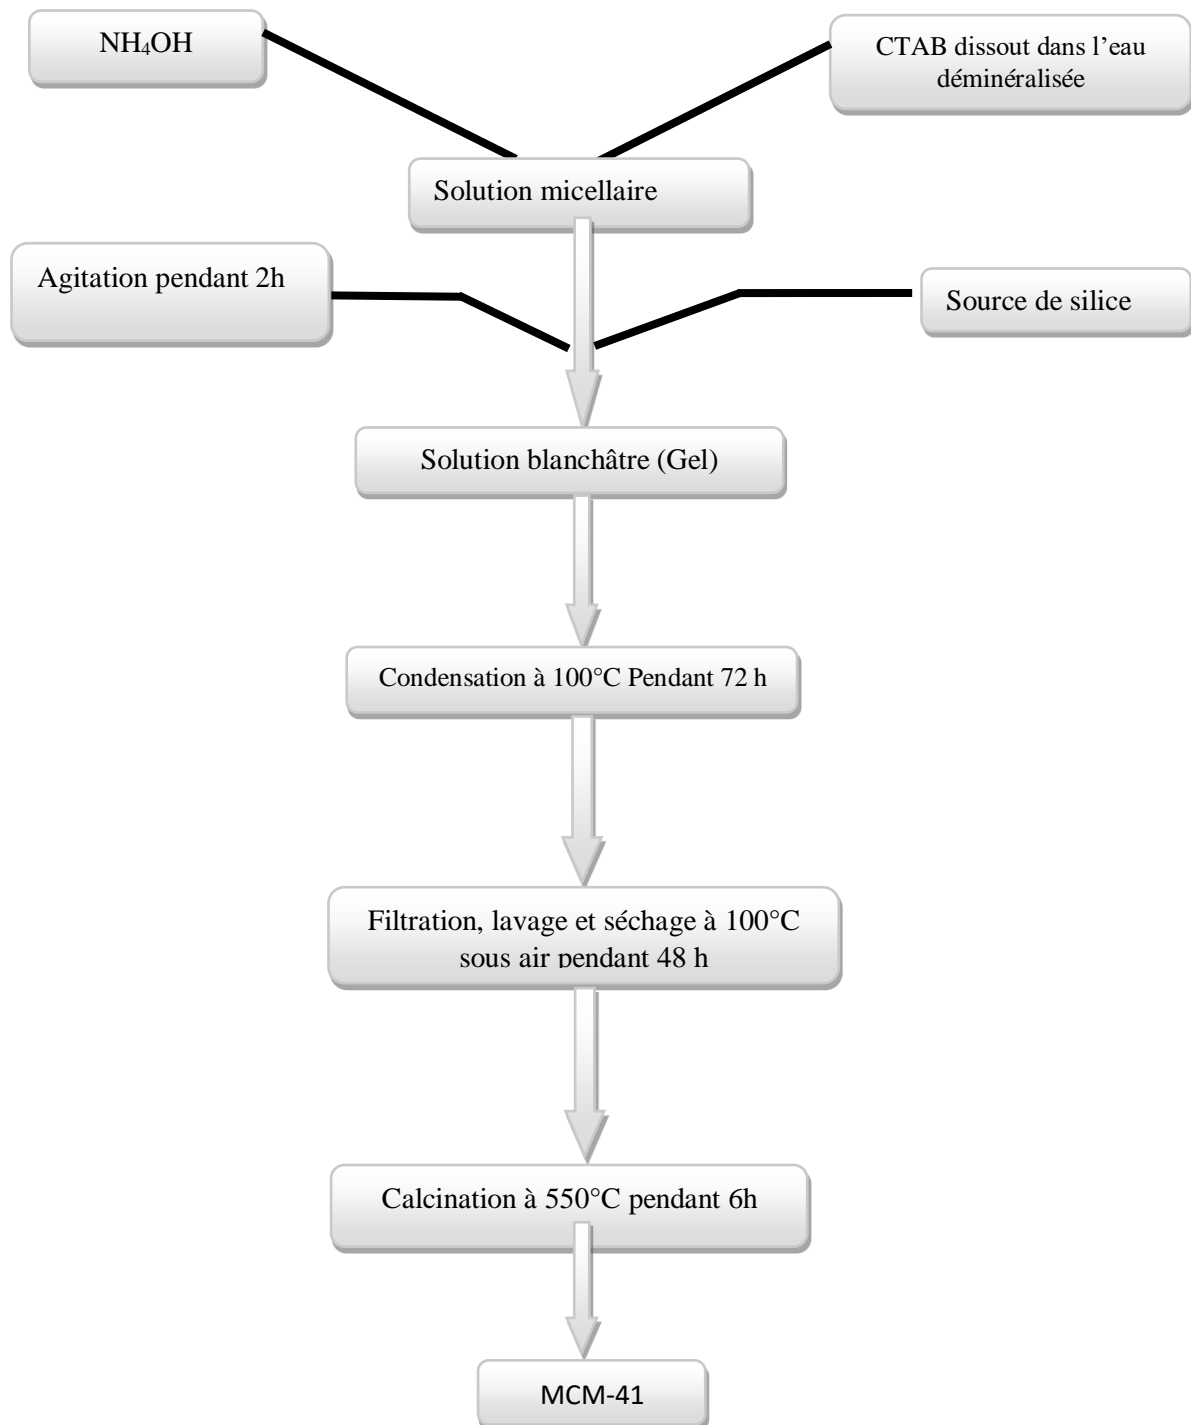 NH₄OH
CTAB dissout dans l’eau
déminéralisée
Solution micellaire
Agitation pendant 2h
Source de silice
Solution blanchâtre (Gel)
Condensation à 100°C Pendant 72 h
Filtration, lavage et séchage à 100°C
sous air pendant 48 h
Calcination à 550°C pendant 6h
MCM-41